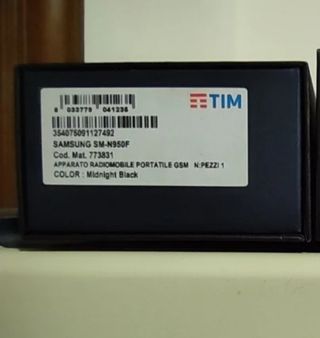 8 033779 041235
TIM
354075091127492
SAMSUNG SM-N950F
Cod. Mat. 773831
APPARATO RADIOMOBILE PORTATILE GSM N:PEZZI 1
COLOR : Midnight Black